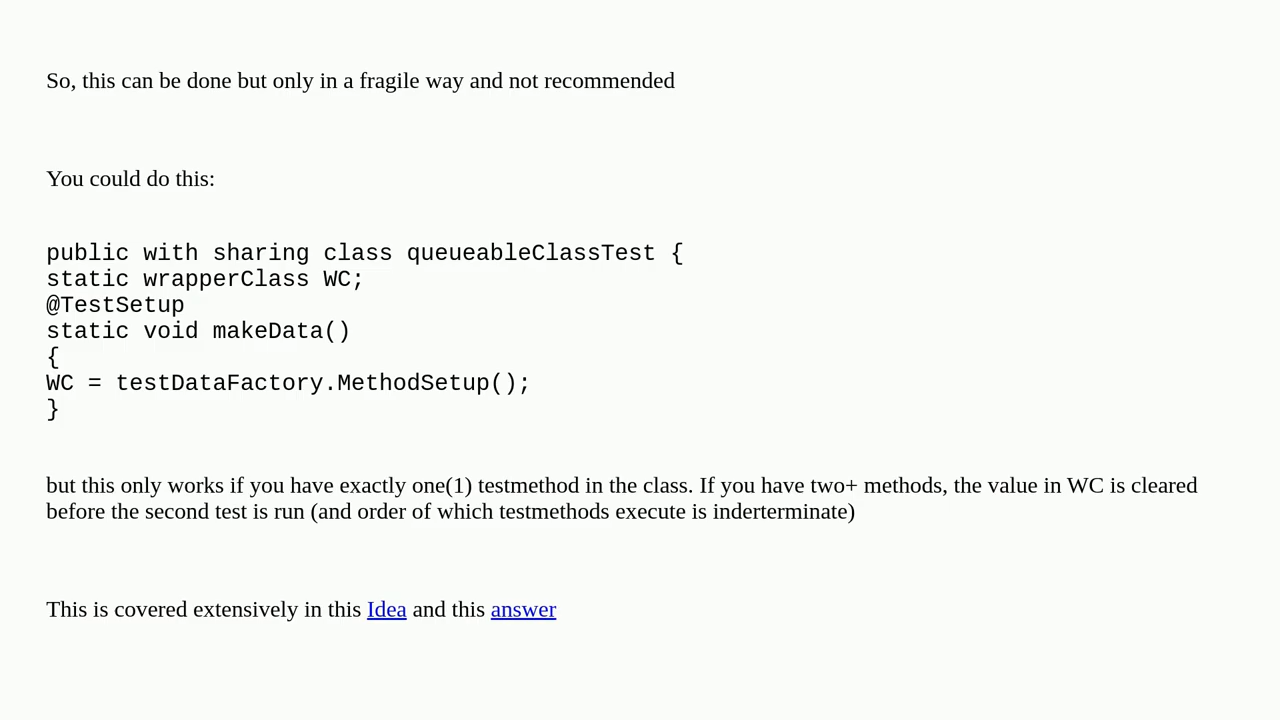 So, this can be done but only in a fragile way and not recommended
You could do this:
public with sharing class queueableClassTest {
static wrapperClass WC;
@TestSetup
static void makeData()
{
WC = testDataFactory.MethodSetup();
}
but this only works if you have exactly one(1) testmethod in the class. If you have two+ methods, the value in WC is cleared
before the second test is run (and order of which testmethods execute is inderterminate)
This is covered extensively in this Idea and this answer